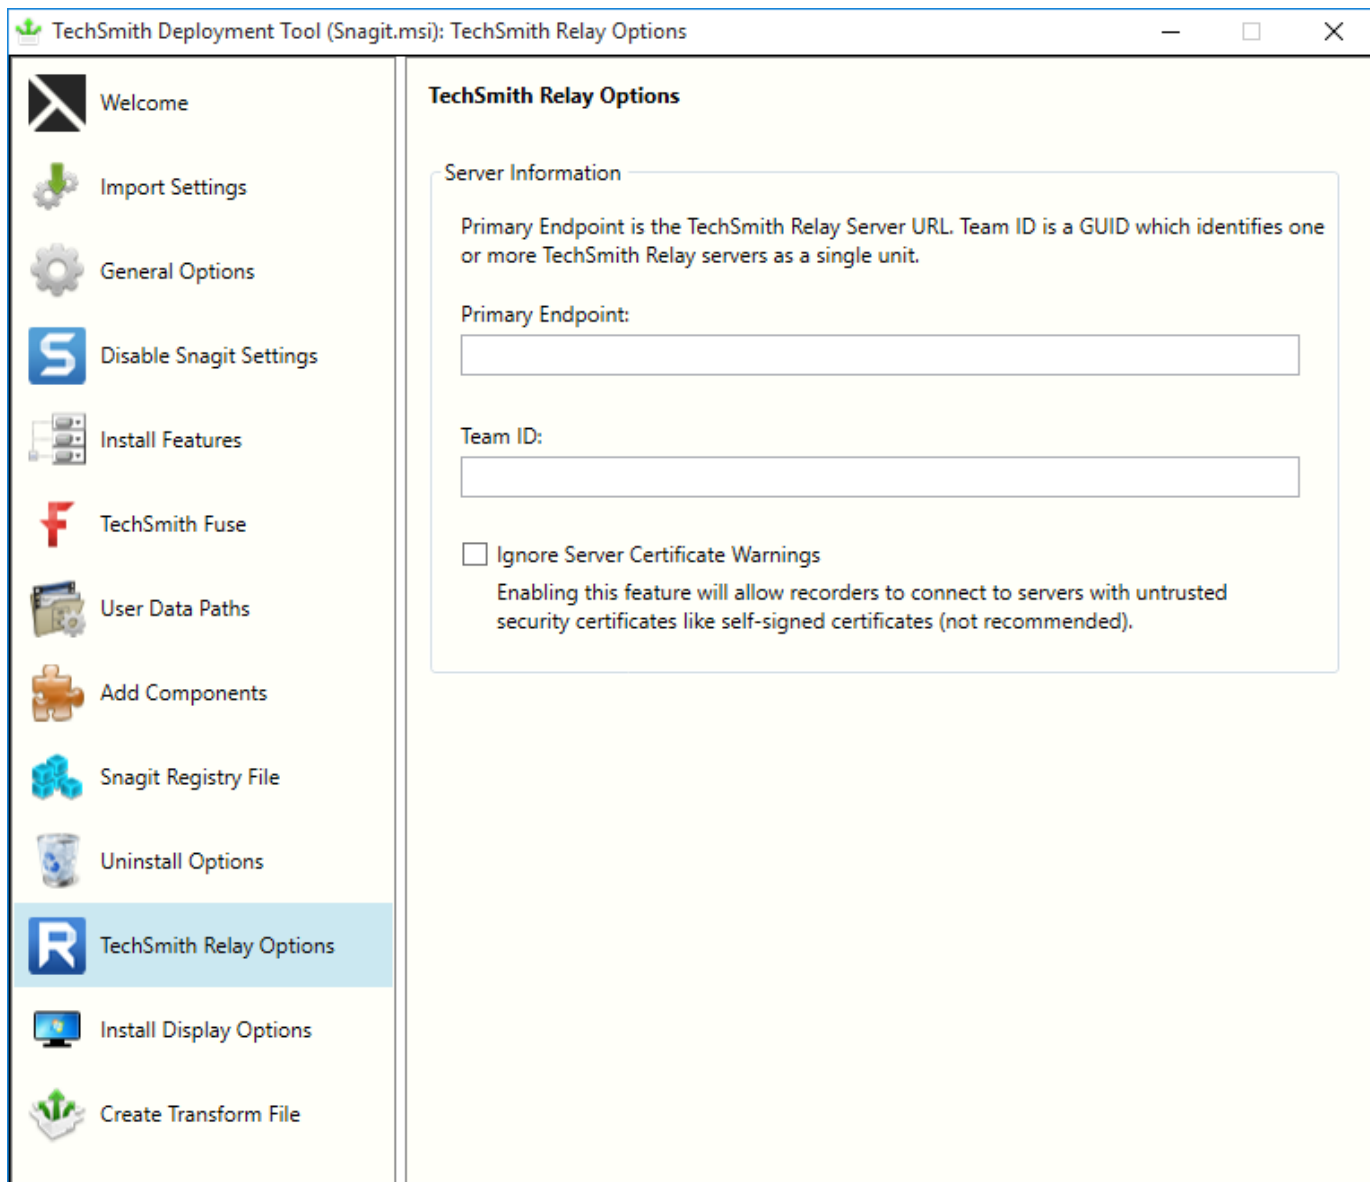 TechSmith Deployment Tool (Snagit.msi): TechSmith Relay Options
Welcome
Import Settings
General Options
Disable Snagit Settings
Install Features
TechSmith Fuse
User Data Paths
Add Components
Snagit Registry File
Uninstall Options
TechSmith Relay Options
Install Display Options
Create Transform File
TechSmith Relay Options
Server Information
Primary Endpoint is the TechSmith Relay Server URL. Team ID is a GUID which identifies one
or more TechSmith Relay servers as a single unit.
Primary Endpoint:
Team ID:
Ignore Server Certificate Warnings
Enabling this feature will allow recorders to connect to servers with untrusted
security certificates like self-signed certificates (not recommended).